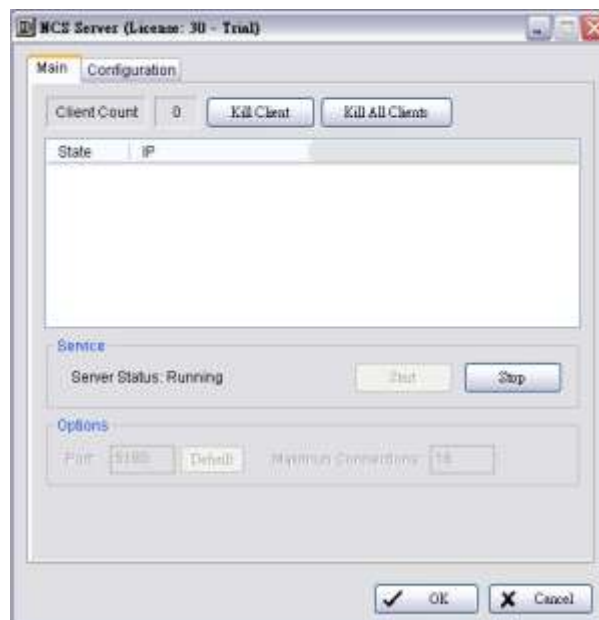 NCS Server (License: 30 - Trial)
Main Configuration
Client Count 0 Kill Client Kill All Clients
State IP
Service
Server Status: Running Start Stop
Options
Port Default Maximum Connections
OK Cancel